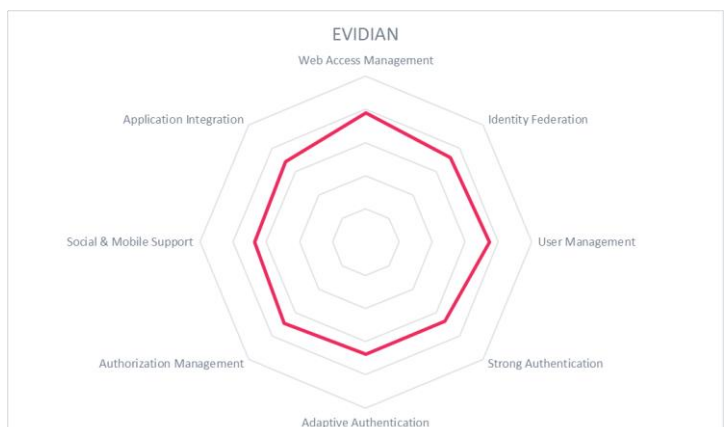 EVIDIAN
Web Access Management
Application Integration
Identity Federation
Social & Mobile Support
User Management
Authorization Management
Strong Authentication
Adaptive Authentication